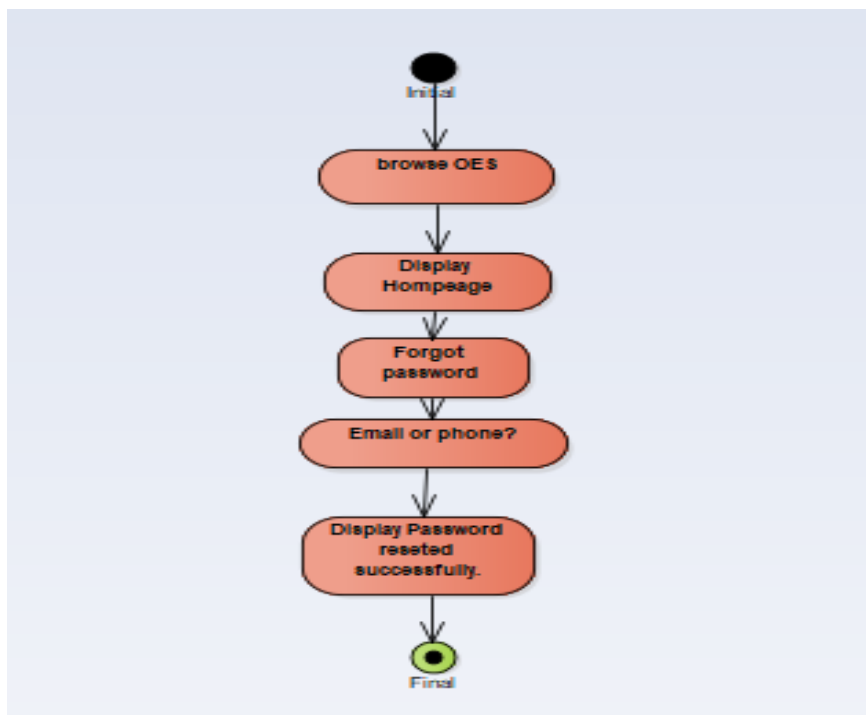 Initial
browse OES
Display
Hompeage
Forgot
password
Email or phone?
Display Password
reseted
successfully.
Final